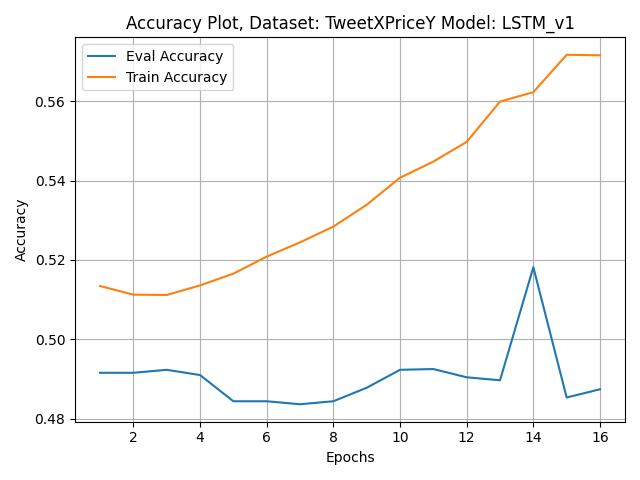 Accuracy Plot, Dataset: TweetXPriceY Model: LSTM_v1
Eval Accuracy
Train Accuracy
Accuracy
0.56
0.54
0.52
0.50
0.48
2 4 6 8 10 12 14 16
Epochs